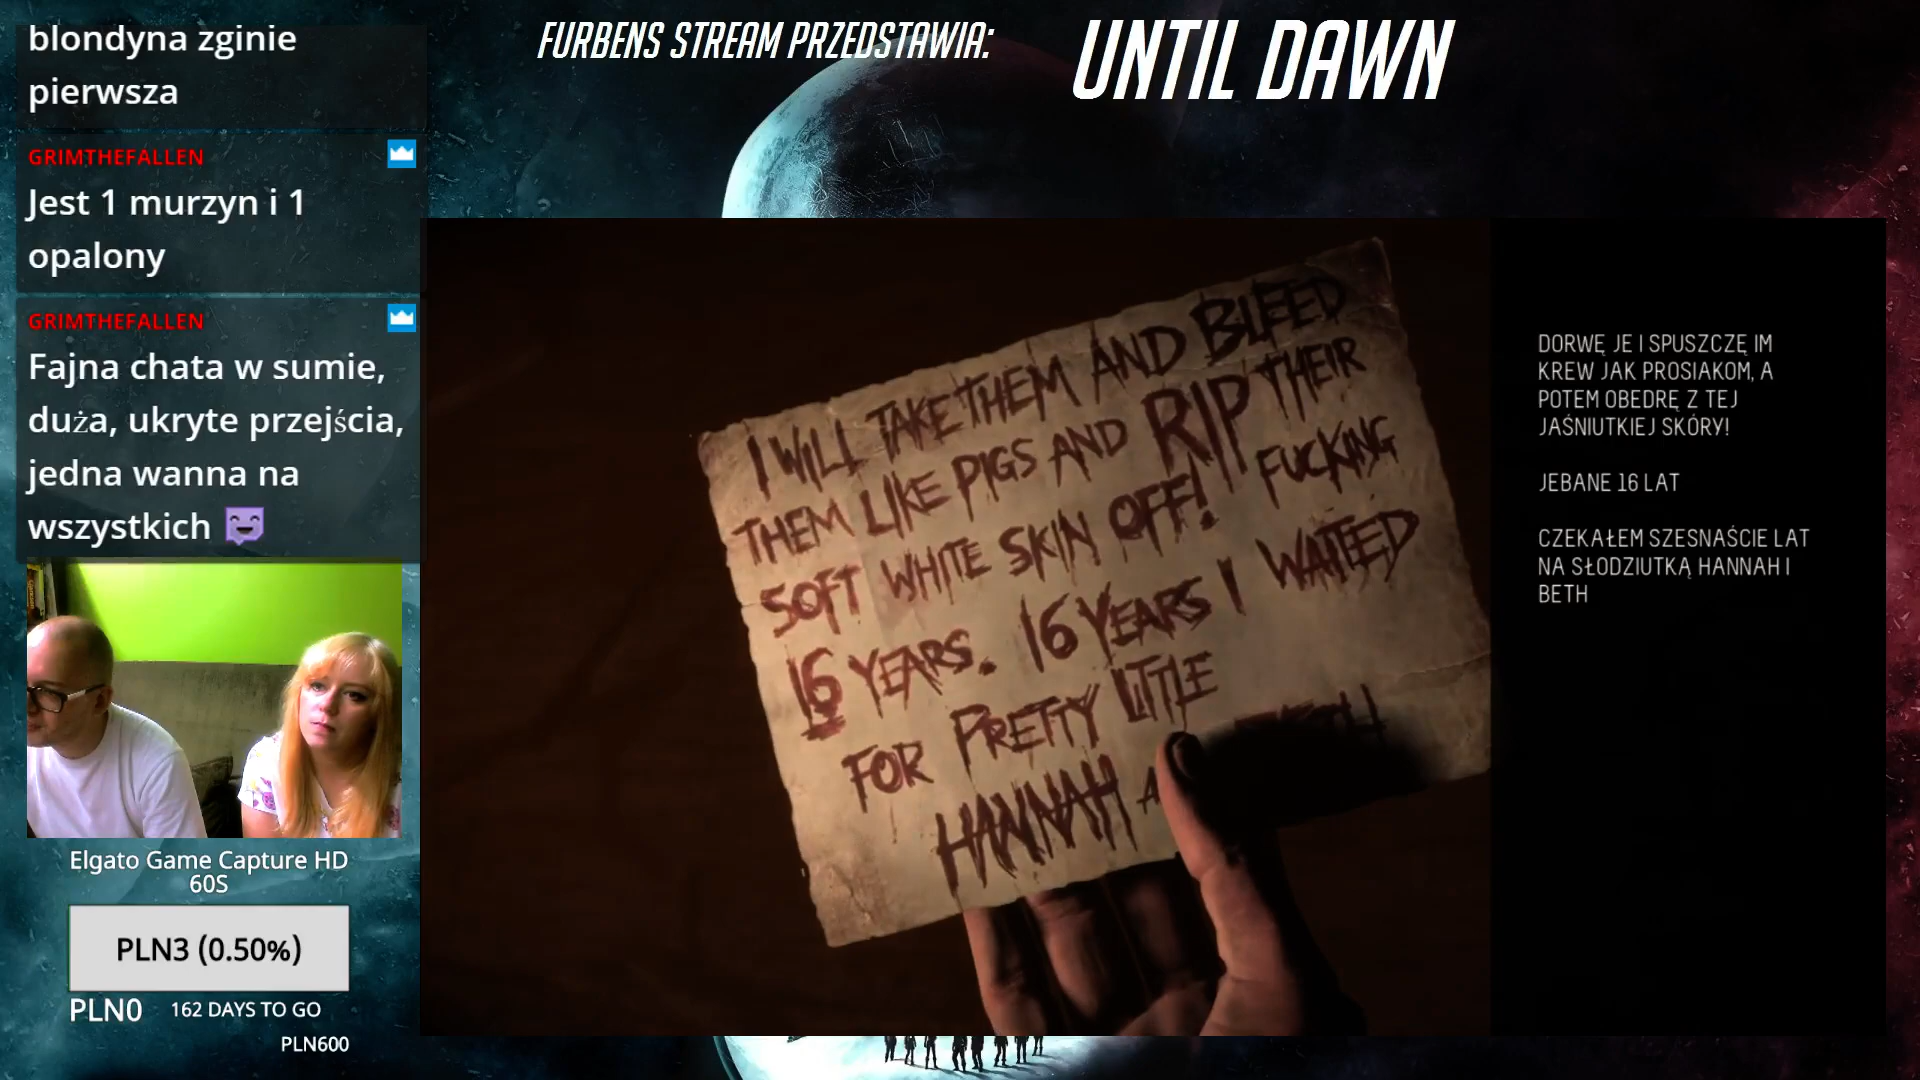 blondyna zginie
pierwsza
GRIMTHEFALLEN
Jest 1 murzyn i 1
opalony
GRIMTHEFALLEN
Fajna chata w sumie,
duża, ukryte przejścia,
jedna wanna na
wszystkich
Elgato Game Capture HD
60S
PLN3 (0.50%)
PLN0 162 DAYS TO GO
PLN600
FURBENS STREAM PRZEDSTAWIA:
UNTIL DAWN
I WILL TAKE THEM AND BLEED
THEM LIKE PIGS AND RIP THEIR
SOFT WHITE SKIN OFF! FUCKING
16 YEARS. 16 YEARS I WAITED
FOR PRETTY LITTLE
HANNAH
DORWĘ JE I SPUSZCZĘ IM
KREW JAK PROSIAKOM, A
POTEM OBEDRĘ Z TEJ
JAŚNIUTKIEJ SKÓRY!
JEBANE 16 LAT
CZEKAŁEM SZESNAŚCIE LAT
NA SŁODZIUTKĄ HANNAH I
BETH